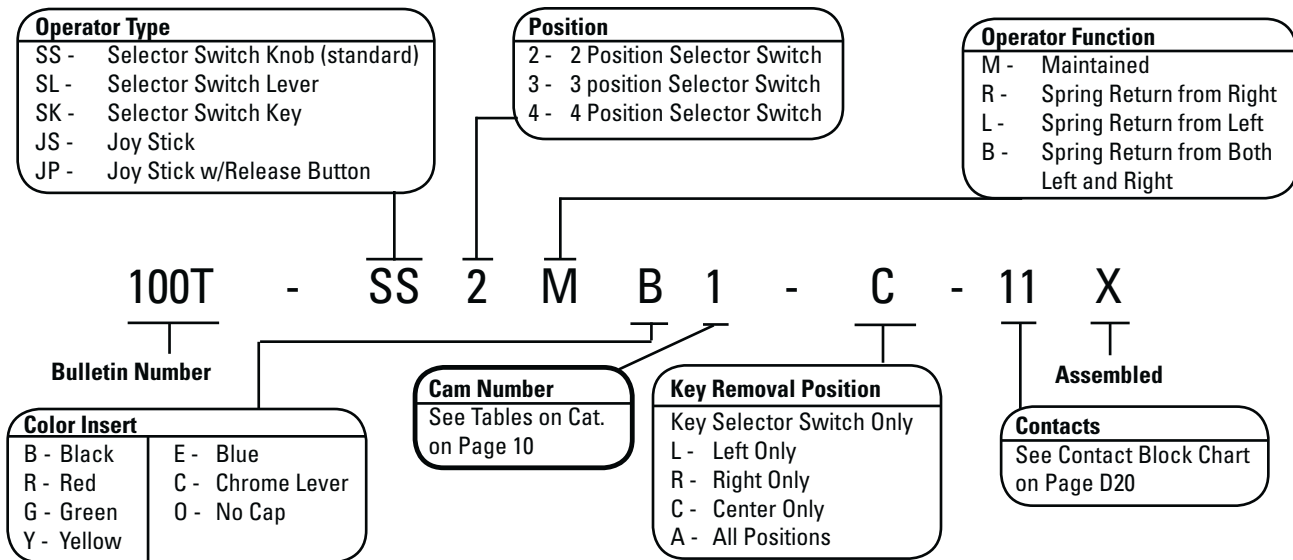 Operator Type
SS - Selector Switch Knob (standard)
SL - Selector Switch Lever
SK - Selector Switch Key
JS - Joy Stick
JP - Joy Stick w/Release Button
Position
2 - 2 Position Selector Switch
3 - 3 position Selector Switch
4 - 4 Position Selector Switch
Operator Function
M - Maintained
R - Spring Return from Right
L - Spring Return from Left
B - Spring Return from Both
Left and Right
100T - SS 2 M B 1 - C - 11 X
Bulletin Number
Assembled
Color Insert
B - Black
R - Red
G - Green
Y - Yellow
E - Blue
C - Chrome Lever
O - No Cap
Cam Number
See Tables on Cat.
on Page 10
Key Removal Position
Key Selector Switch Only
L - Left Only
R - Right Only
C - Center Only
A - All Positions
Contacts
See Contact Block Chart
on Page D20